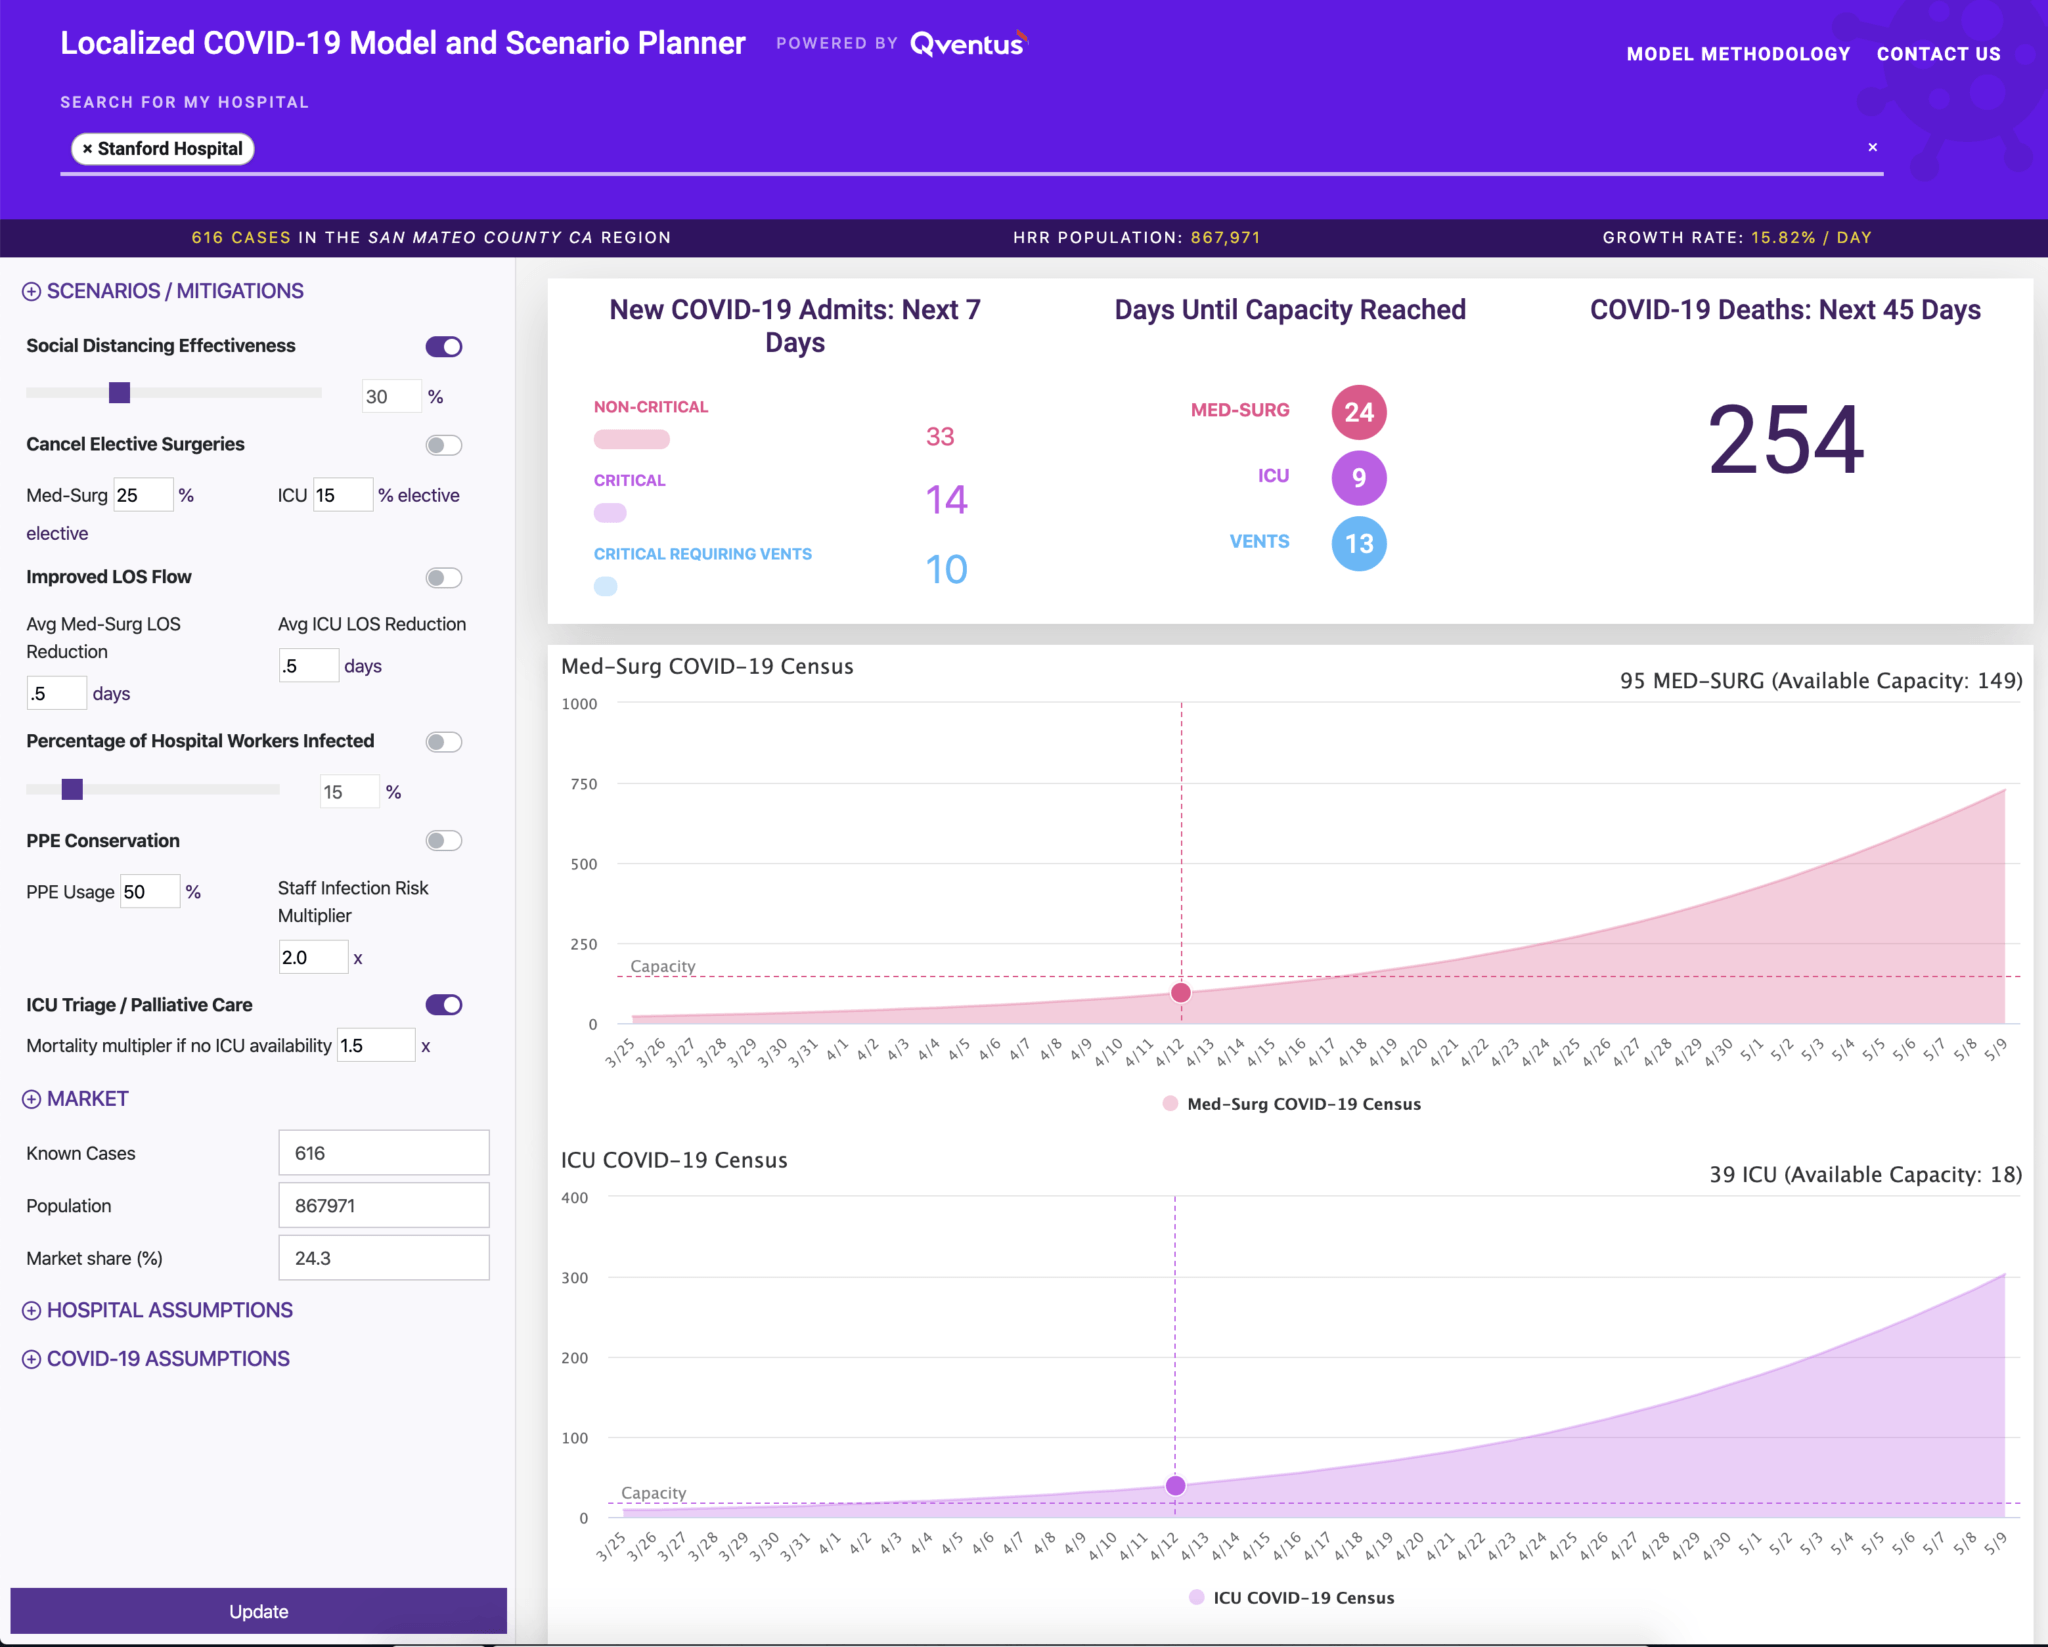 Localized COVID-19 Model and Scenario Planner POWERED BY Qventus
MODEL METHODOLOGY CONTACT US
SEARCH FOR MY HOSPITAL
× Stanford Hospital ×
616 CASES IN THE SAN MATEO COUNTY CA REGION HRR POPULATION: 867,971 GROWTH RATE: 15.82% / DAY
SCENARIOS / MITIGATIONS
Social Distancing Effectiveness
30 %
Cancel Elective Surgeries
Med-Surg 25 %
elective
ICU 15 % elective
Improved LOS Flow
Avg Med-Surg LOS
Reduction
.5 days
Avg ICU LOS Reduction
.5 days
Percentage of Hospital Workers Infected
15 %
PPE Conservation
PPE Usage 50 %
Staff Infection Risk
Multiplier
2.0 x
ICU Triage / Palliative Care
Mortality multipler if no ICU availability 1.5 x
MARKET
Known Cases 616
Population 867971
Market share (%) 24.3
HOSPITAL ASSUMPTIONS
COVID-19 ASSUMPTIONS
Update
New COVID-19 Admits: Next 7
Days
NON-CRITICAL
33
CRITICAL
14
CRITICAL REQUIRING VENTS
10
Days Until Capacity Reached
MED-SURG 24
ICU 9
VENTS 13
COVID-19 Deaths: Next 45 Days
254
Med-Surg COVID-19 Census
95 MED-SURG (Available Capacity: 149)
1000
750
500
250
Capacity
0
3/25 3/26 3/27 3/28 3/29 3/30 3/31 4/1 4/2 4/3 4/4 4/5 4/6 4/7 4/8 4/9 4/10 4/11 4/12 4/13 4/14 4/15 4/16 4/17 4/18 4/19 4/20 4/21 4/22 4/23 4/24 4/25 4/26 4/27 4/28 4/29 4/30 5/1 5/2 5/3 5/4 5/5 5/6 5/7 5/8 5/9
Med-Surg COVID-19 Census
ICU COVID-19 Census
39 ICU (Available Capacity: 18)
400
300
200
100
Capacity
0
3/25 3/26 3/27 3/28 3/29 3/30 3/31 4/1 4/2 4/3 4/4 4/5 4/6 4/7 4/8 4/9 4/10 4/11 4/12 4/13 4/14 4/15 4/16 4/17 4/18 4/19 4/20 4/21 4/22 4/23 4/24 4/25 4/26 4/27 4/28 4/29 4/30 5/1 5/2 5/3 5/4 5/5 5/6 5/7 5/8 5/9
ICU COVID-19 Census